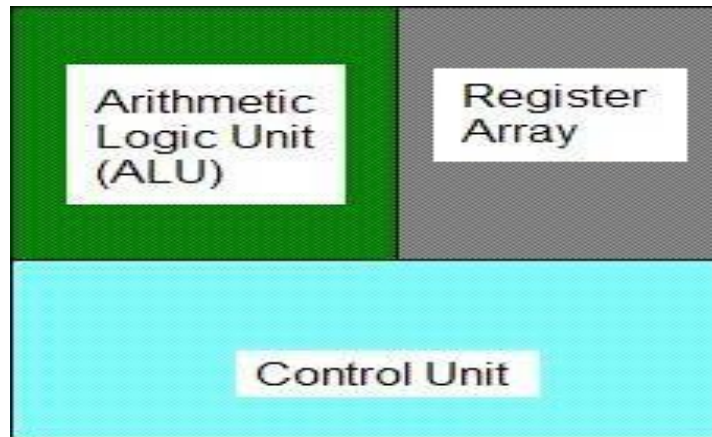 Arithmetic
Logic Unit
(ALU)
Register
Array
Control Unit